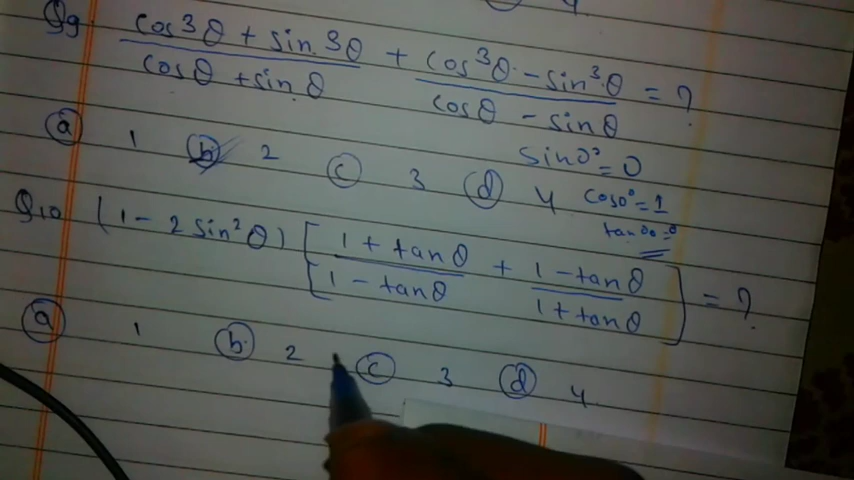 Q9 cos³θ + sin³θ / cosθ + sinθ + cos³θ - sin³θ / cosθ - sinθ = ?
ⓐ 1 ⓑ 2 ⓒ 3 ⓓ 4
sin0° = 0
cos0° = 1
tan0° = 0
Q10 (1 - 2 sin²θ) [ 1 + tanθ / 1 - tanθ + 1 - tanθ / 1 + tanθ ] = ?
ⓐ 1 ⓑ 2 ⓒ 3 ⓓ 4